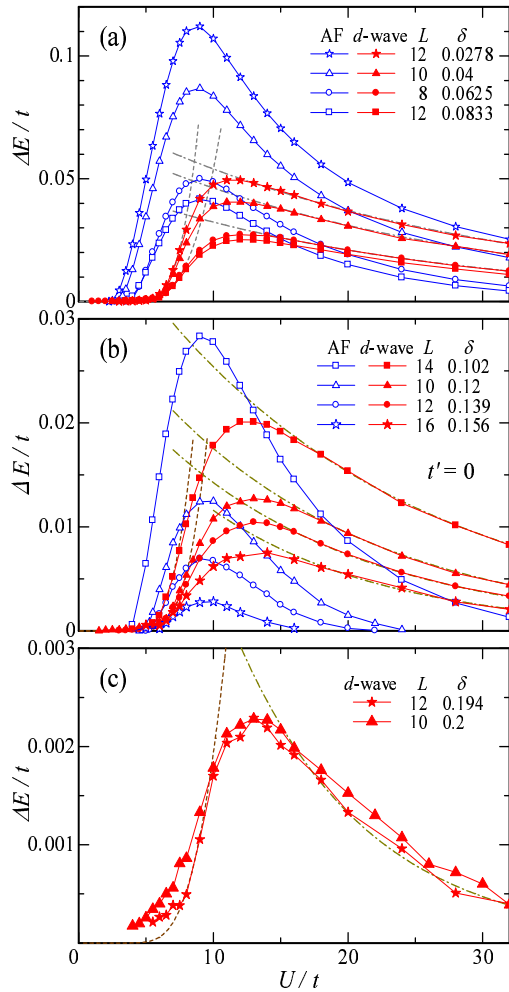 (a)
AF d-wave L δ
12 0.0278
10 0.04
8 0.0625
12 0.0833
0.1
0.05
0
ΔE / t
(b)
AF d-wave L δ
14 0.102
10 0.12
12 0.139
16 0.156
t' = 0
0.03
0.02
0.01
0
ΔE / t
(c)
d-wave L δ
12 0.194
10 0.2
0.003
0.002
0.001
ΔE / t
0 10 20 30
U / t